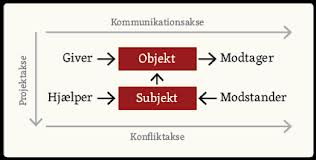 Kommunikationsakse
Giver Objekt Modtager
Projektakse
Hjælper Subjekt Modstander
Konfliktakse